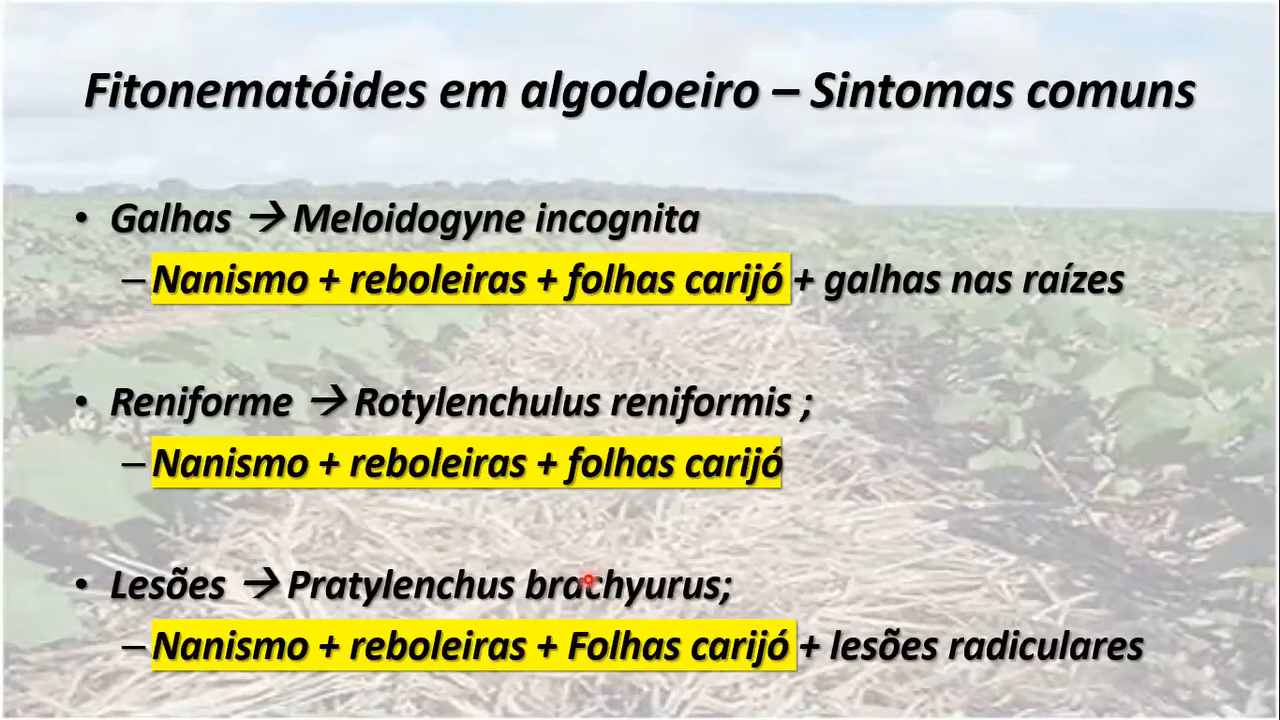 Fitonematóides em algodoeiro – Sintomas comuns
• Galhas → Meloidogyne incognita
– Nanismo + reboleiras + folhas carijó + galhas nas raízes
• Reniforme → Rotylenchulus reniformis ;
– Nanismo + reboleiras + folhas carijó
• Lesões → Pratylenchus brachyurus;
– Nanismo + reboleiras + Folhas carijó + lesões radiculares